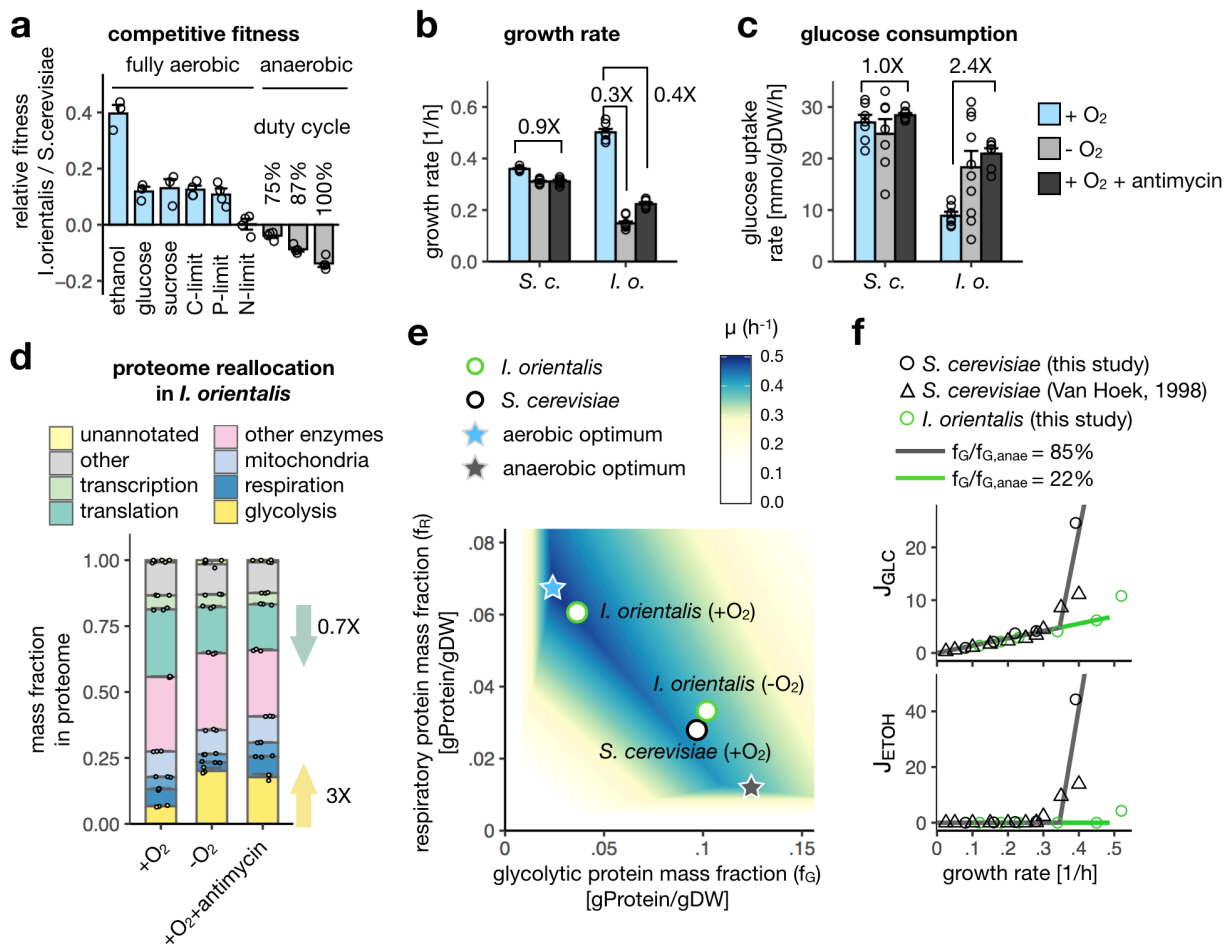 a
competitive fitness
fully aerobic
anaerobic
duty cycle
75%
87%
100%
relative fitness
I.orientalis / S.cerevisiae
0.4
0.2
0.0
−0.2
ethanol
glucose
sucrose
C-limit
P-limit
N-limit
b
growth rate
0.9X
0.3X
0.4X
growth rate [1/h]
0.6
0.4
0.2
0.0
S. c.
I. o.
c
glucose consumption
1.0X
2.4X
glucose uptake
rate [mmol/gDW/h]
30
20
10
0
S. c.
I. o.
+ O₂
- O₂
+ O₂ + antimycin
d
proteome reallocation
in I. orientalis
unannotated
other
transcription
translation
other enzymes
mitochondria
respiration
glycolysis
mass fraction
in proteome
1.00
0.75
0.50
0.25
0.00
0.7X
3X
+O₂
-O₂
+O₂+antimycin
e
I. orientalis
S. cerevisiae
aerobic optimum
anaerobic optimum
μ (h⁻¹)
0.5
0.4
0.3
0.2
0.1
0.0
respiratory protein mass fraction (fR)
[gProtein/gDW]
.08
.06
.04
.02
0
I. orientalis (+O₂)
I. orientalis (-O₂)
S. cerevisiae (+O₂)
0
.05
.1
.15
glycolytic protein mass fraction (fG)
[gProtein/gDW]
f
S. cerevisiae (this study)
S. cerevisiae (Van Hoek, 1998)
I. orientalis (this study)
fG/fG,anae = 85%
fG/fG,anae = 22%
JGLC
20
10
0
JETOH
40
20
0
0
.1
.2
.3
.4
.5
growth rate [1/h]